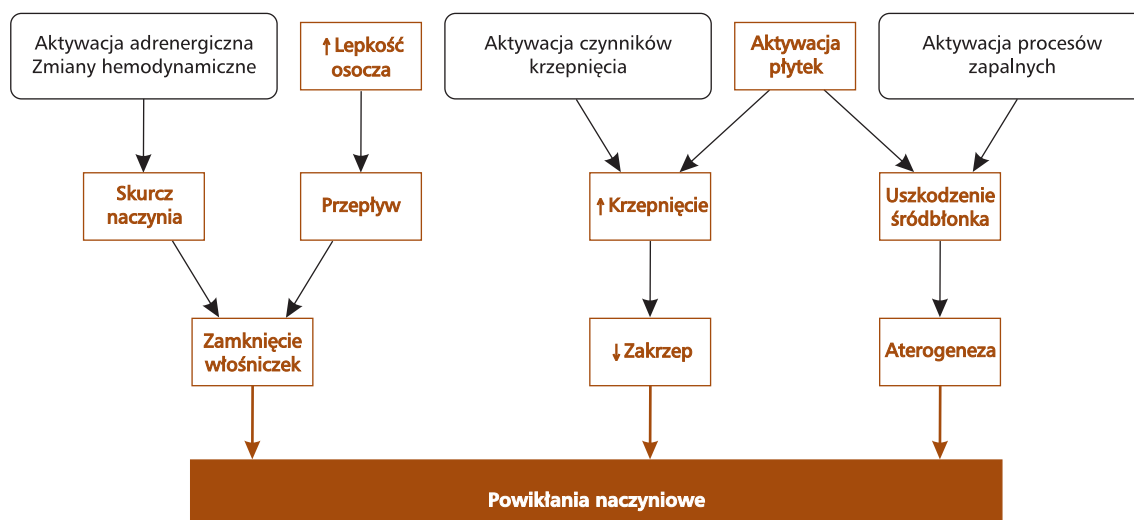 Aktywacja adrenergiczna
Zmiany hemodynamiczne
↑ Lepkość
osocza
Aktywacja czynników
krzepnięcia
Aktywacja
płytek
Aktywacja procesów
zapalnych
Skurcz
naczynia
Przepływ
↑ Krzepnięcie
Uszkodzenie
śródbłonka
Zamknięcie
włośniczek
↓ Zakrzep
Aterogeneza
Powikłania naczyniowe